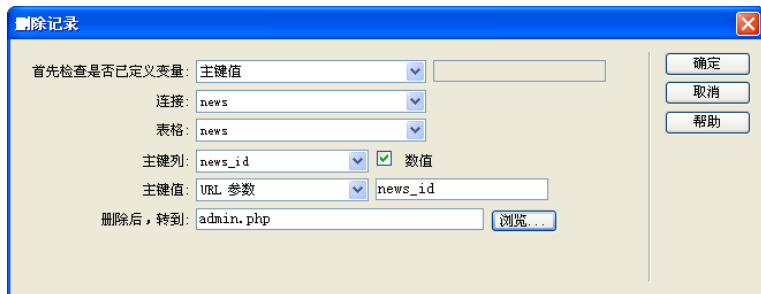 删除记录
首先检查是否已定义变量: 主键值
确定
连接: news
取消
表格: news
帮助
主键列: news_id 数值
主键值: URL 参数 news_id
删除后，转到: admin.php 浏览...